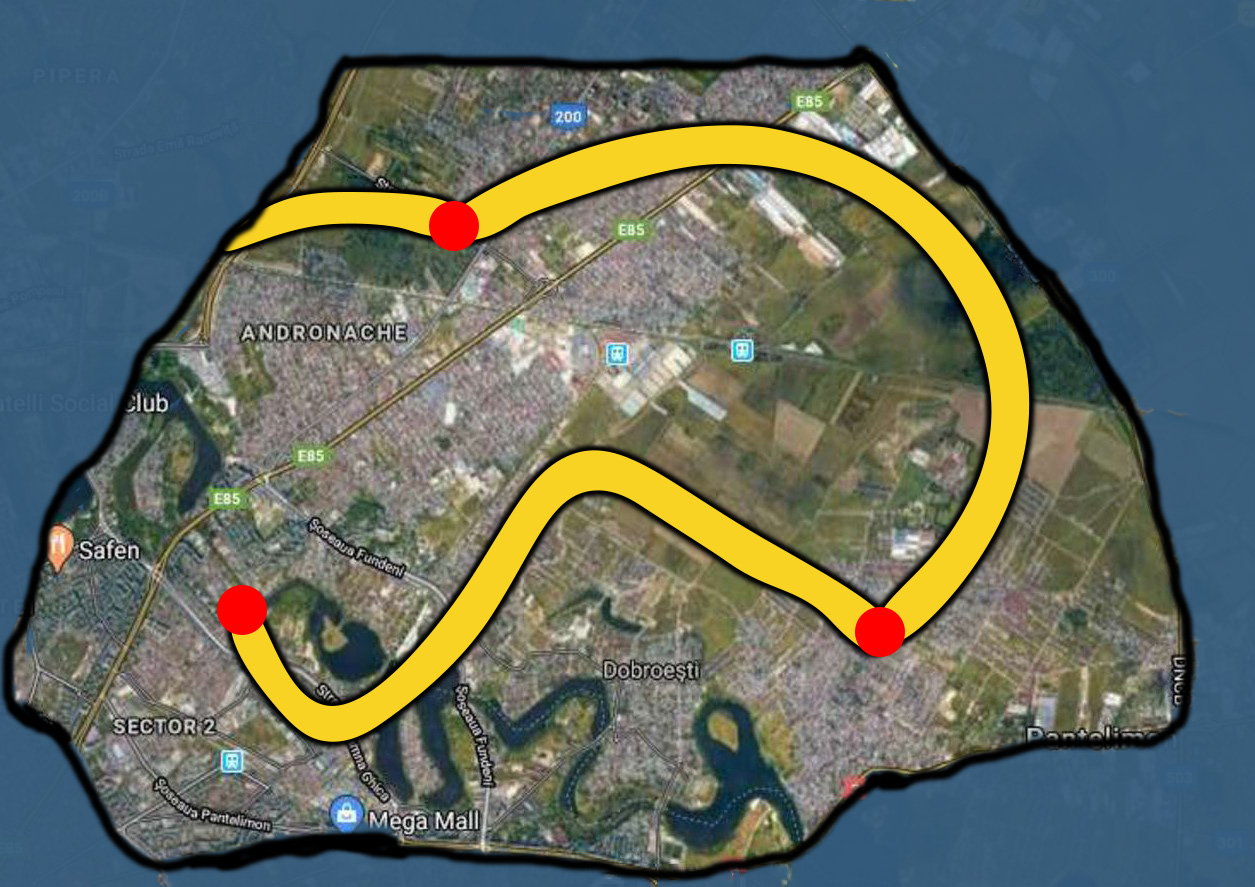 PIPERA
200
E85
E85
ANDRONACHE
Club
E85
E85
Safen
Șoseaua Fundeni
Dobroești
Șoseaua Fundeni
SECTOR 2
DNCB
Pantelimo
Șoseaua Pantelimon
Mega Mall